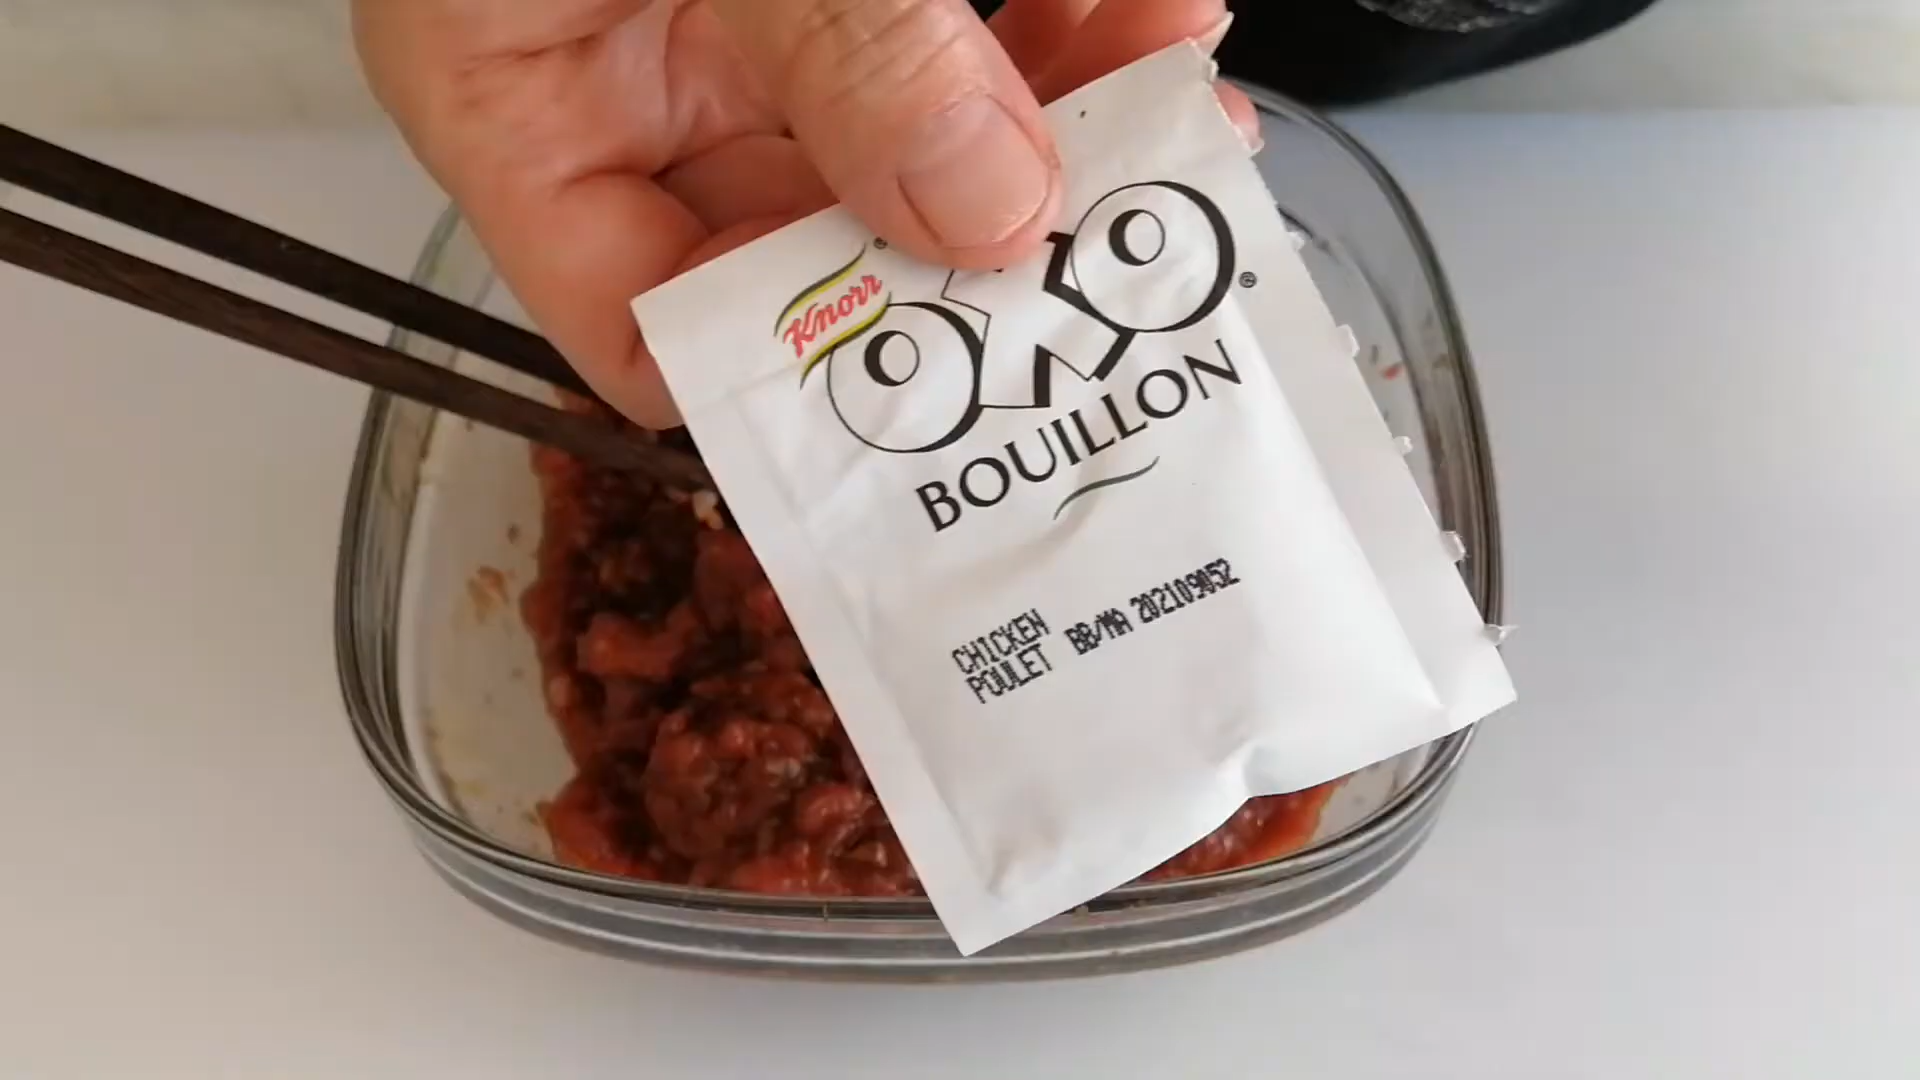 Knorr
OXO
BOUILLON
CHICKEN
POULET
BB/MA 202109052